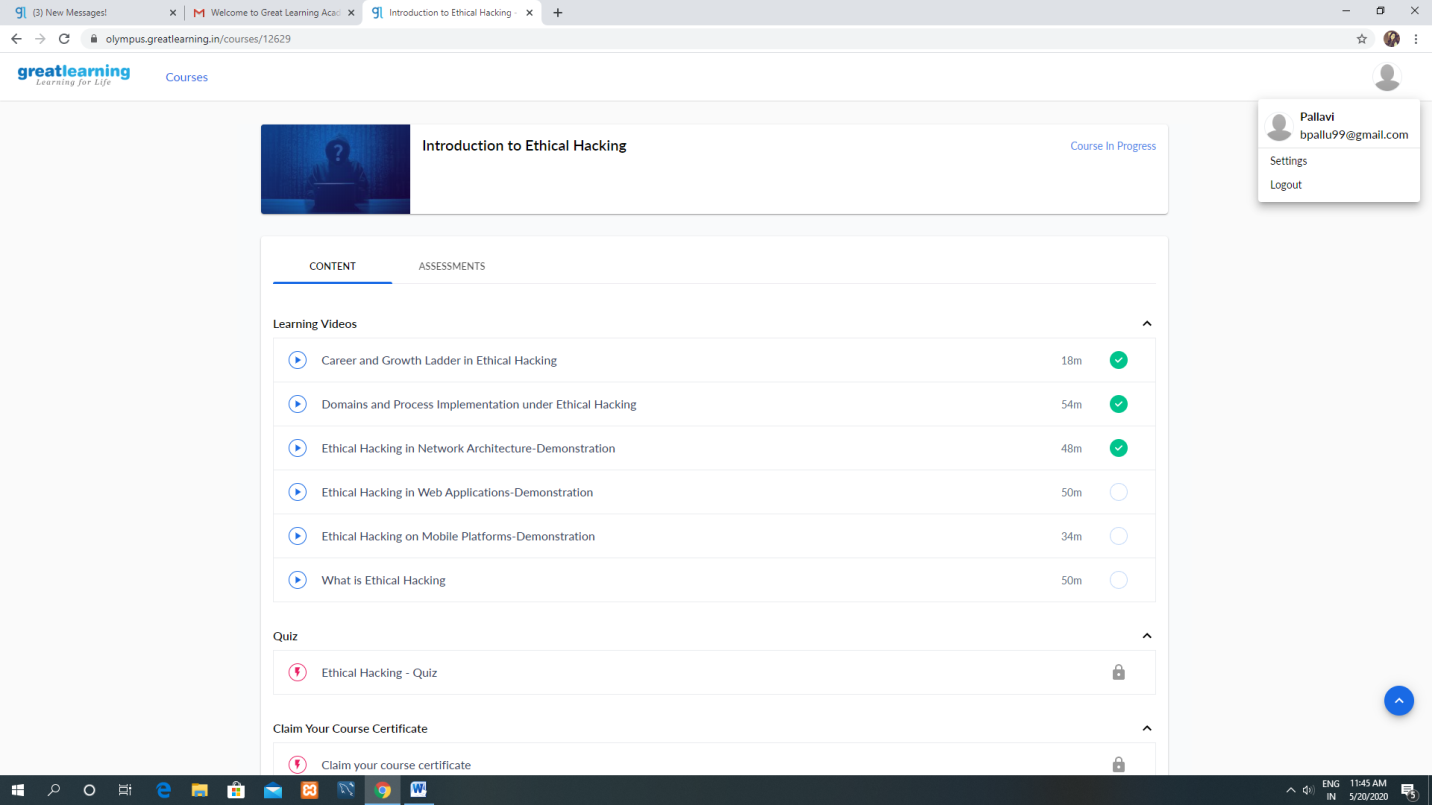 (3) New Messages!
Welcome to Great Learning Acad
Introduction to Ethical Hacking -
olympus.greatlearning.in/courses/12629
greatlearning
Learning for Life
Courses
Pallavi
bpallu99@gmail.com
Settings
Logout
?
Introduction to Ethical Hacking
Course In Progress
CONTENT ASSESSMENTS
Learning Videos
Career and Growth Ladder in Ethical Hacking 18m
Domains and Process Implementation under Ethical Hacking 54m
Ethical Hacking in Network Architecture-Demonstration 48m
Ethical Hacking in Web Applications-Demonstration 50m
Ethical Hacking on Mobile Platforms-Demonstration 34m
What is Ethical Hacking 50m
Quiz
Ethical Hacking - Quiz
Claim Your Course Certificate
Claim your course certificate
ENG 11:45 AM
IN 5/20/2020 5